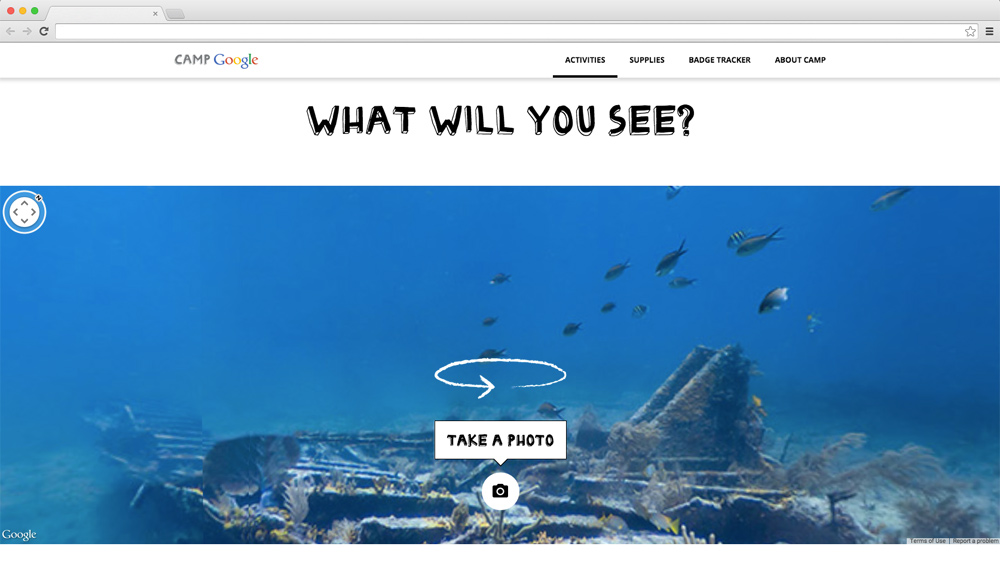 CAMP Google
ACTIVITIES SUPPLIES BADGE TRACKER ABOUT CAMP
WHAT WILL YOU SEE?
N
TAKE A PHOTO
Google
Terms of Use | Report a problem